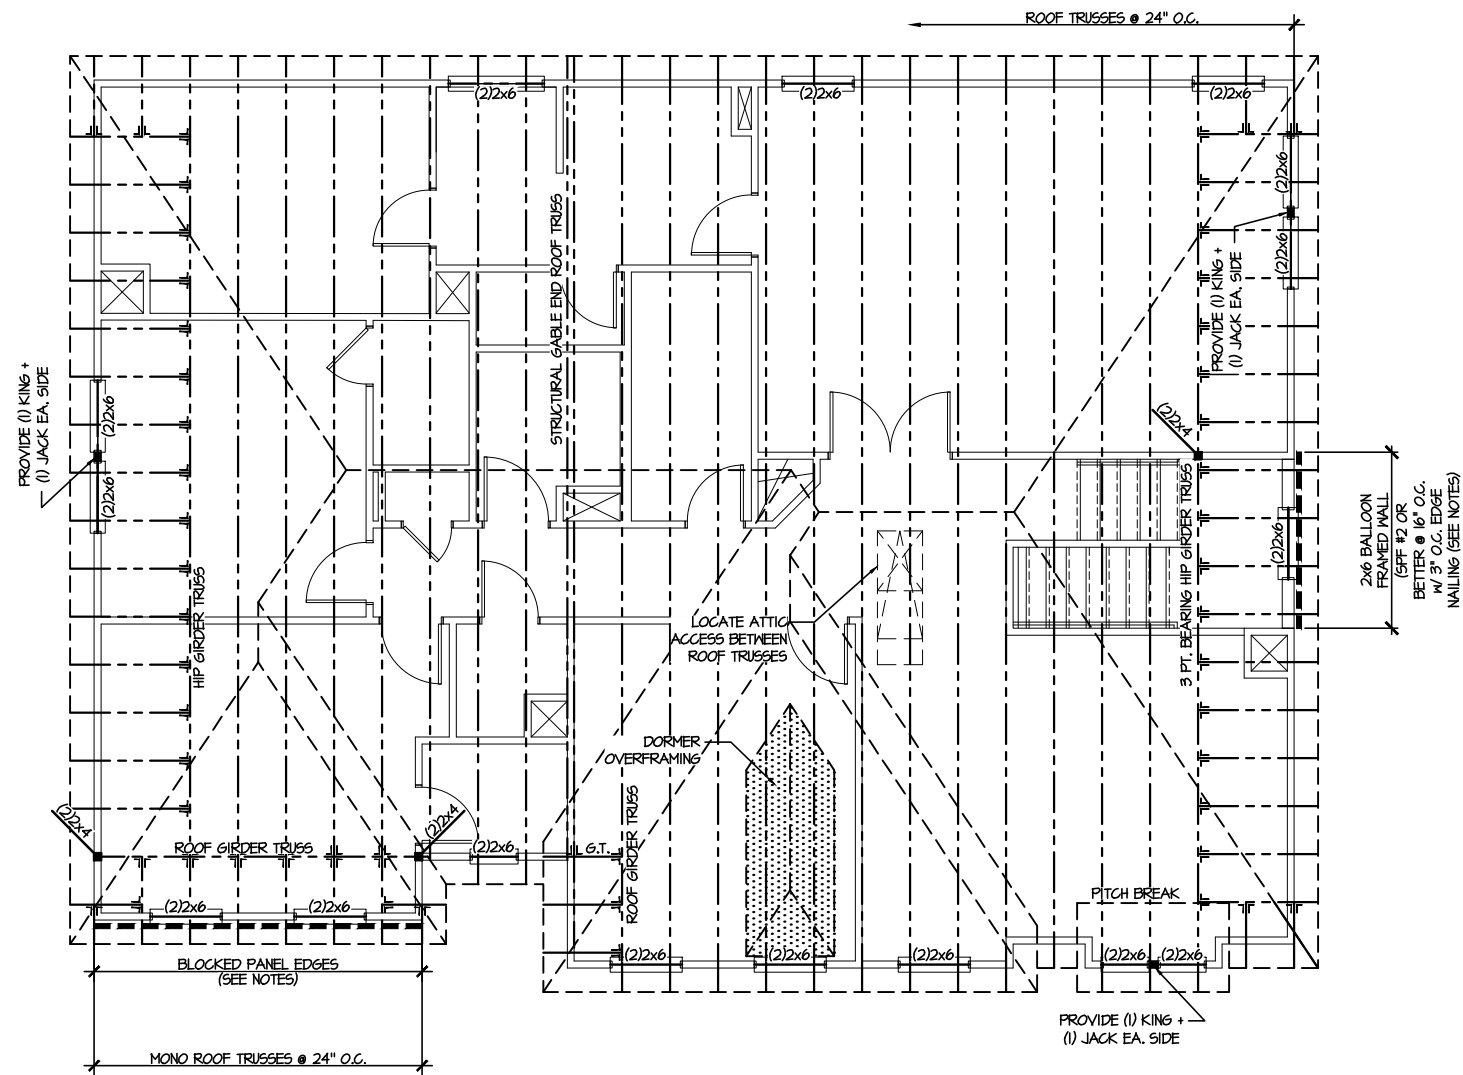 ROOF TRUSSES @ 24" O.C.
(2)2x6
(2)2x6
(2)2x6
(2)2x6
(2)2x6
PROVIDE (1) KING +
(1) JACK EA. SIDE
STRUCTURAL GABLE END ROOF TRUSS
PROVIDE (1) KING +
(1) JACK EA. SIDE
(2)2x6
(2)2x6
(2)2x4
3 PT. BEARING HIP GIRDER TRUSS
(2)2x6
2x6 BALLOON
FRAMED WALL
(SPF #2 OR
BETTER @ 16" O.C.
W/ 3" O.C. EDGE
NAILING (SEE NOTES)
HIP GIRDER TRUSS
LOCATE ATTIC
ACCESS BETWEEN
ROOF TRUSSES
DORMER
OVERFRAMING
(2)2x4
ROOF GIRDER TRUSS
(2)2x4
(2)2x6
G.T.
ROOF GIRDER TRUSS
PITCH BREAK
(2)2x6
(2)2x6
(2)2x6
(2)2x6
(2)2x6
(2)2x6
(2)2x6
BLOCKED PANEL EDGES
(SEE NOTES)
PROVIDE (1) KING +
(1) JACK EA. SIDE
MONO ROOF TRUSSES @ 24" O.C.